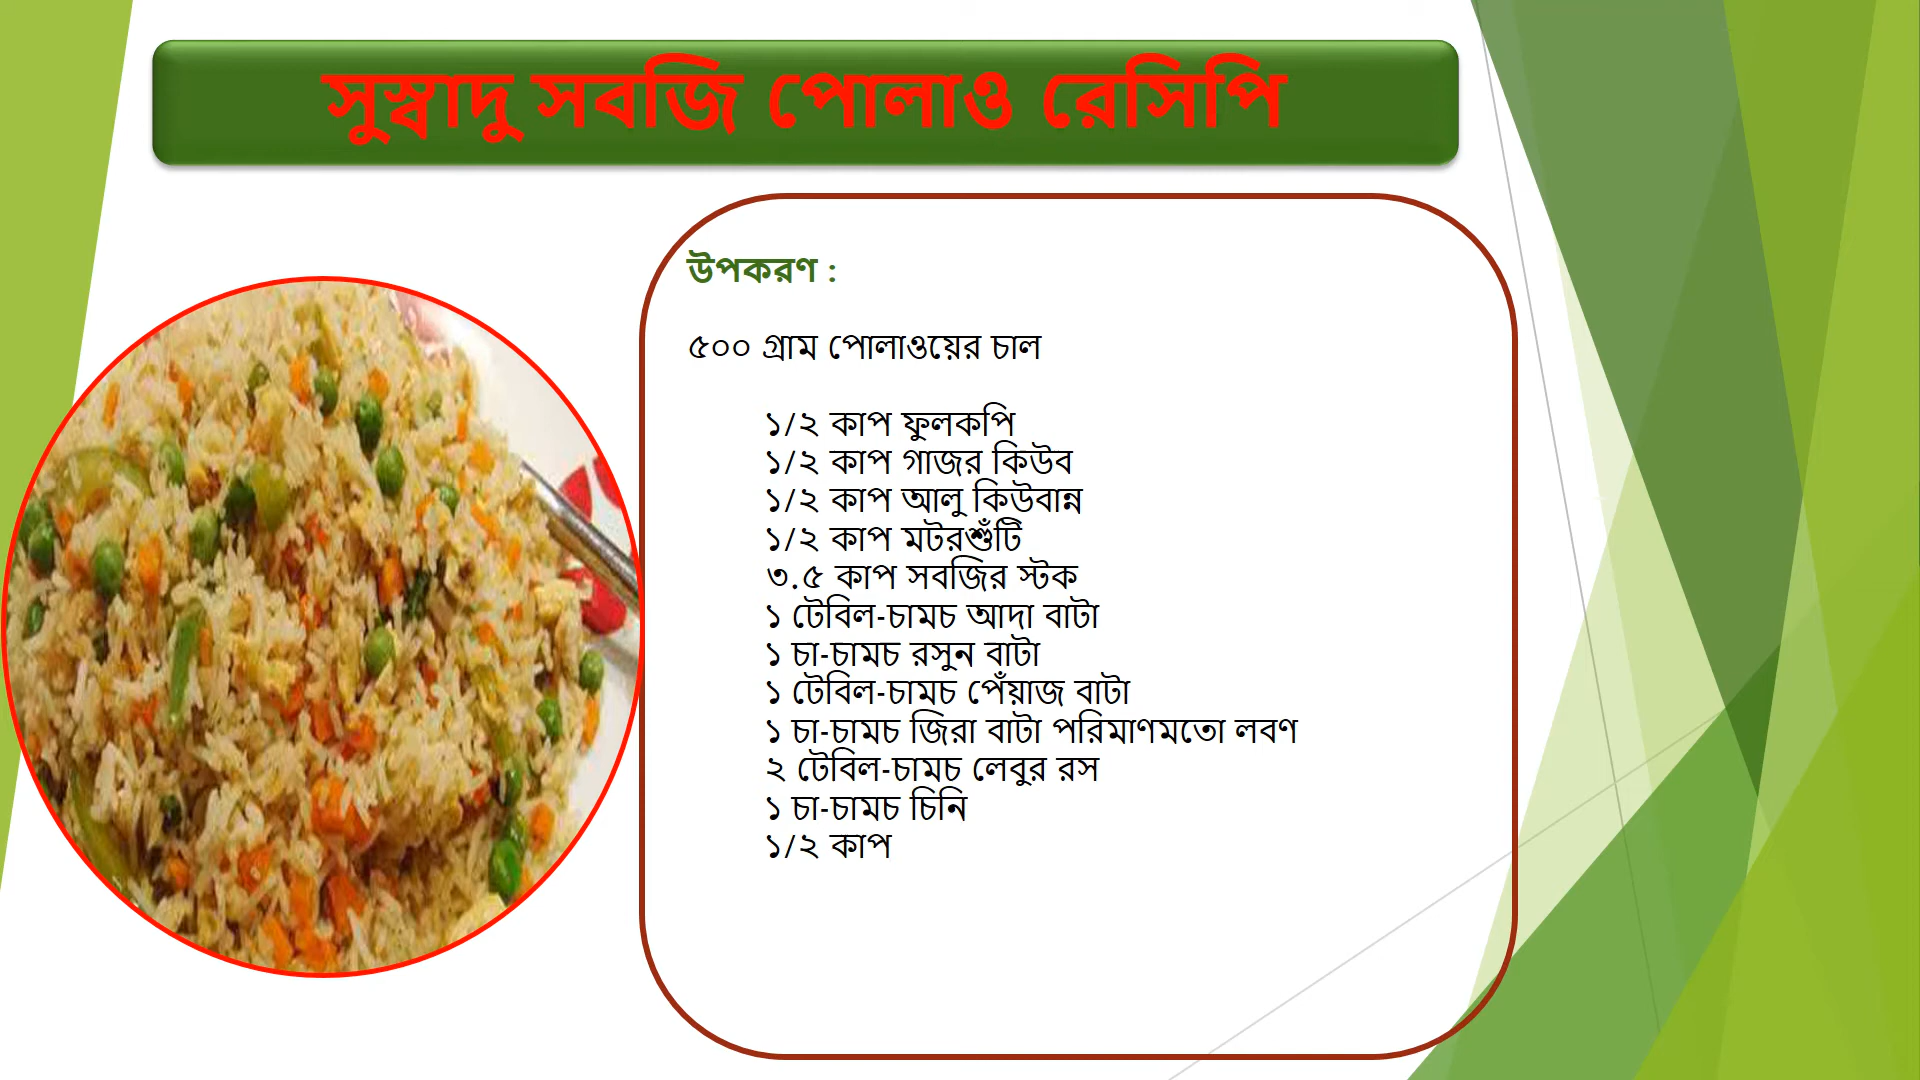 সুস্বাদু সবজি পোলাও রেসিপি
উপকরণ :
৫০০ গ্রাম পোলাওয়ের চাল
১/২ কাপ ফুলকপি
১/২ কাপ গাজর কিউব
১/২ কাপ আলু কিউবান্ন
১/২ কাপ মটরশুঁটি
৩.৫ কাপ সবজির স্টক
১ টেবিল-চামচ আদা বাটা
১ চা-চামচ রসুন বাটা
১ টেবিল-চামচ পেঁয়াজ বাটা
১ চা-চামচ জিরা বাটা পরিমাণমতো লবণ
২ টেবিল-চামচ লেবুর রস
১ চা-চামচ চিনি
১/২ কাপ